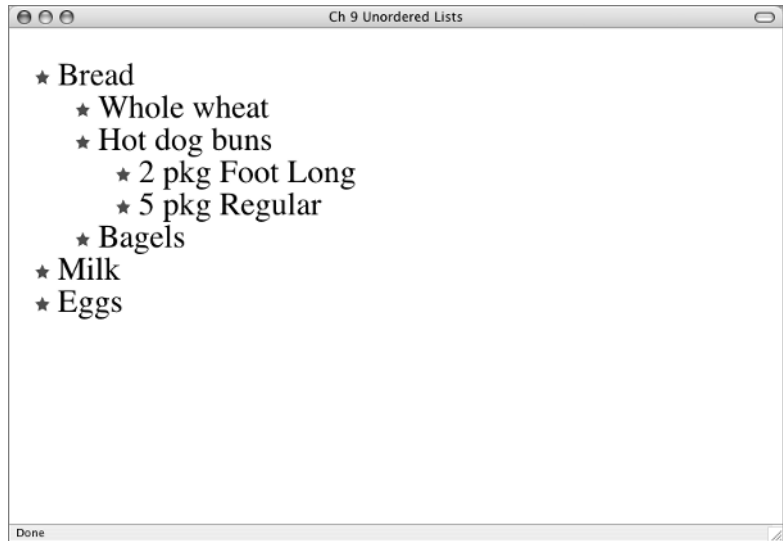 Ch 9 Unordered Lists
Bread
Whole wheat
Hot dog buns
2 pkg Foot Long
5 pkg Regular
Bagels
Milk
Eggs
Done